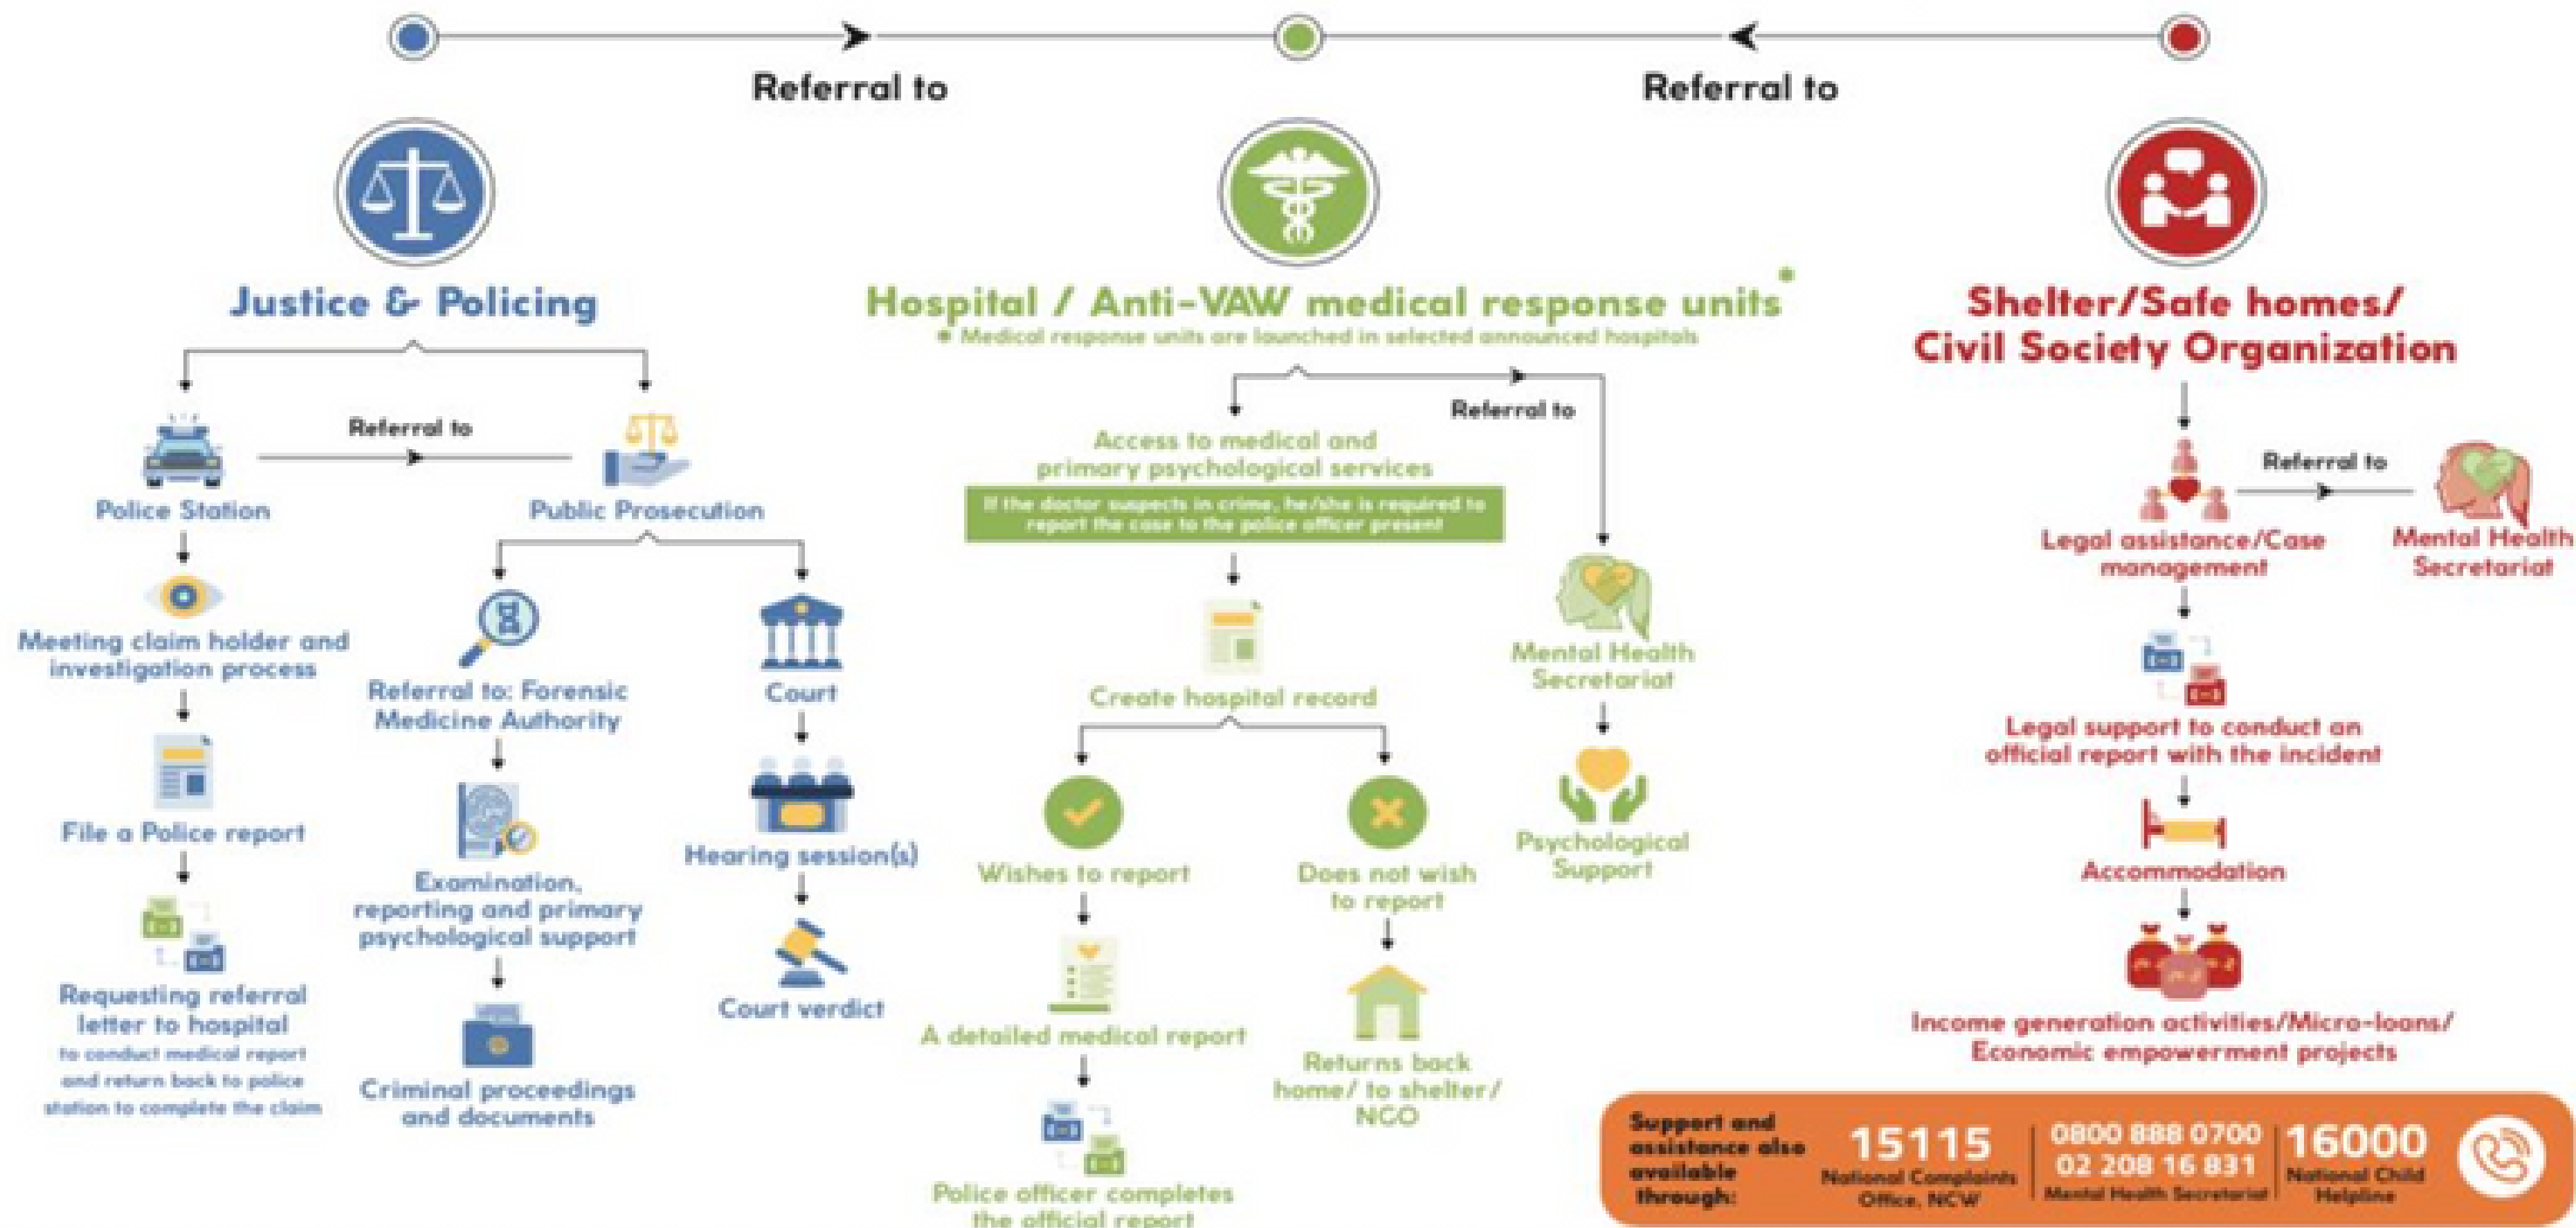 Referral to
Referral to
Justice & Policing
Referral to
Police Station
Meeting claim holder and
investigation process
File a Police report
Requesting referral
letter to hospital
to conduct medical report
and return back to police
station to complete the claim
Public Prosecution
Referral to: Forensic
Medicine Authority
Examination,
reporting and primary
psychological support
Criminal proceedings
and documents
Court
Hearing session(s)
Court verdict
Hospital / Anti-VAW medical response units*
* Medical response units are launched in selected announced hospitals
Referral to
Access to medical and
primary psychological services
If the doctor suspects in crime, he/she is required to
report the case to the police officer present
Create hospital record
Wishes to report
A detailed medical report
Police officer completes
the official report
Does not wish
to report
Returns back
home/ to shelter/
NGO
Mental Health
Secretariat
Psychological
Support
Shelter/Safe homes/
Civil Society Organization
Referral to
Legal assistance/Case
management
Mental Health
Secretariat
Legal support to conduct an
official report with the incident
Accommodation
Income generation activities/Micro-loans/
Economic empowerment projects
Support and
assistance also
available
through:
15115
National Complaints
Office, NCW
0800 888 0700
02 208 16 831
Mental Health Secretariat
16000
National Child
Helpline